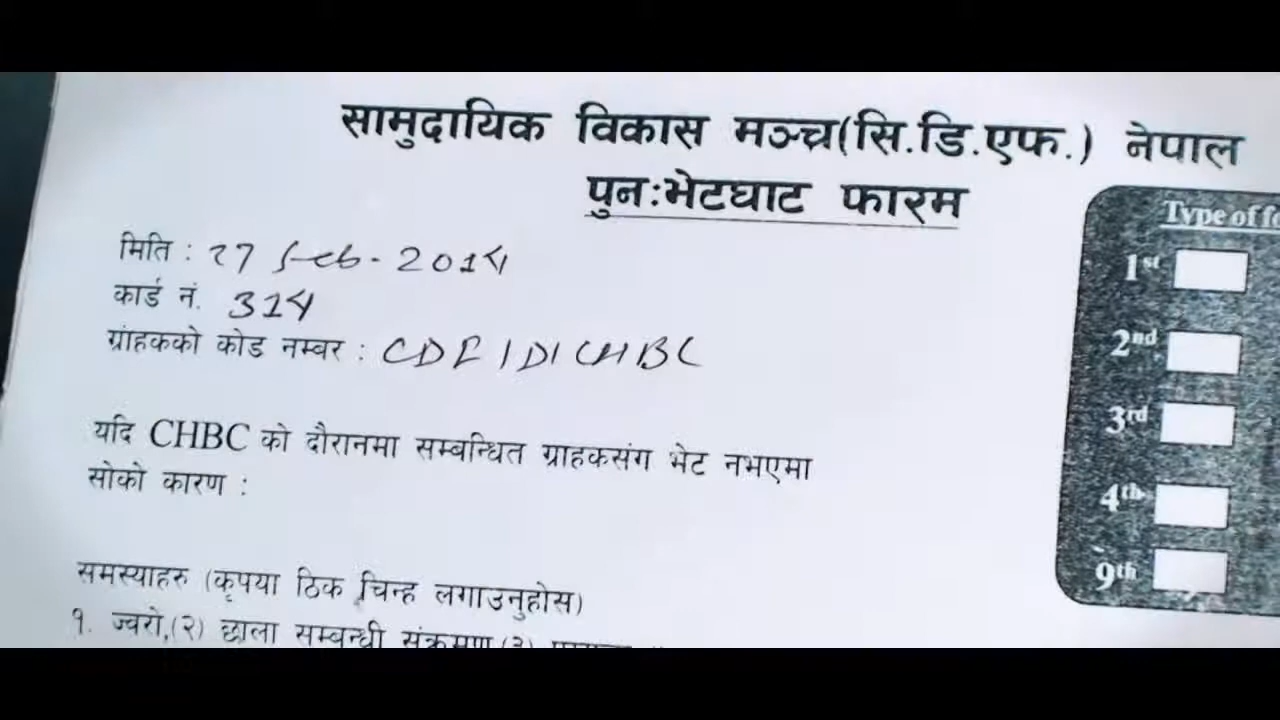 सामुदायिक विकास मञ्च(सि.डि.एफ.) नेपाल
पुनःभेटघाट फारम
मिति : 27 Feb. 2014
कार्ड नं. 314
ग्राहकको कोड नम्बर : CDF/D/CHBC
यदि CHBC को दौरानमा सम्बन्धित ग्राहकसंग भेट नभएमा
सोको कारण :
समस्याहरु (कृपया ठिक चिन्ह लगाउनुहोस)
१. ज्वरो,(२) छाला सम्बन्धी संक्रमण,(३)
Type of
1st
2nd
3rd
4th
9th